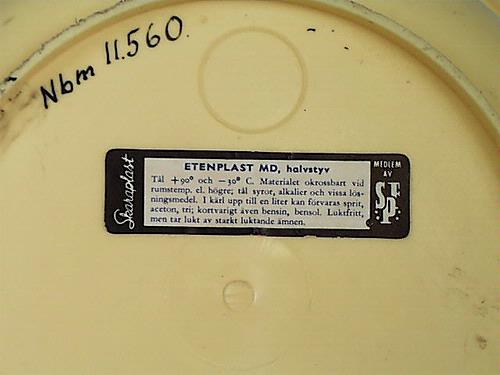 Nbm 11.560.
Skaraplast
ETENPLAST MD, halvstyv
Tål +90° och −30° C. Materialet okrossbart vid
rumstemp. el. högre; tål syror, alkalier och vissa lös-
ningsmedel. I kärl upp till en liter kan förvaras sprit,
aceton, tri; kortvarigt även bensin, bensol. Luktfritt,
men tar lukt av starkt luktande ämnen.
MEDLEM
AV